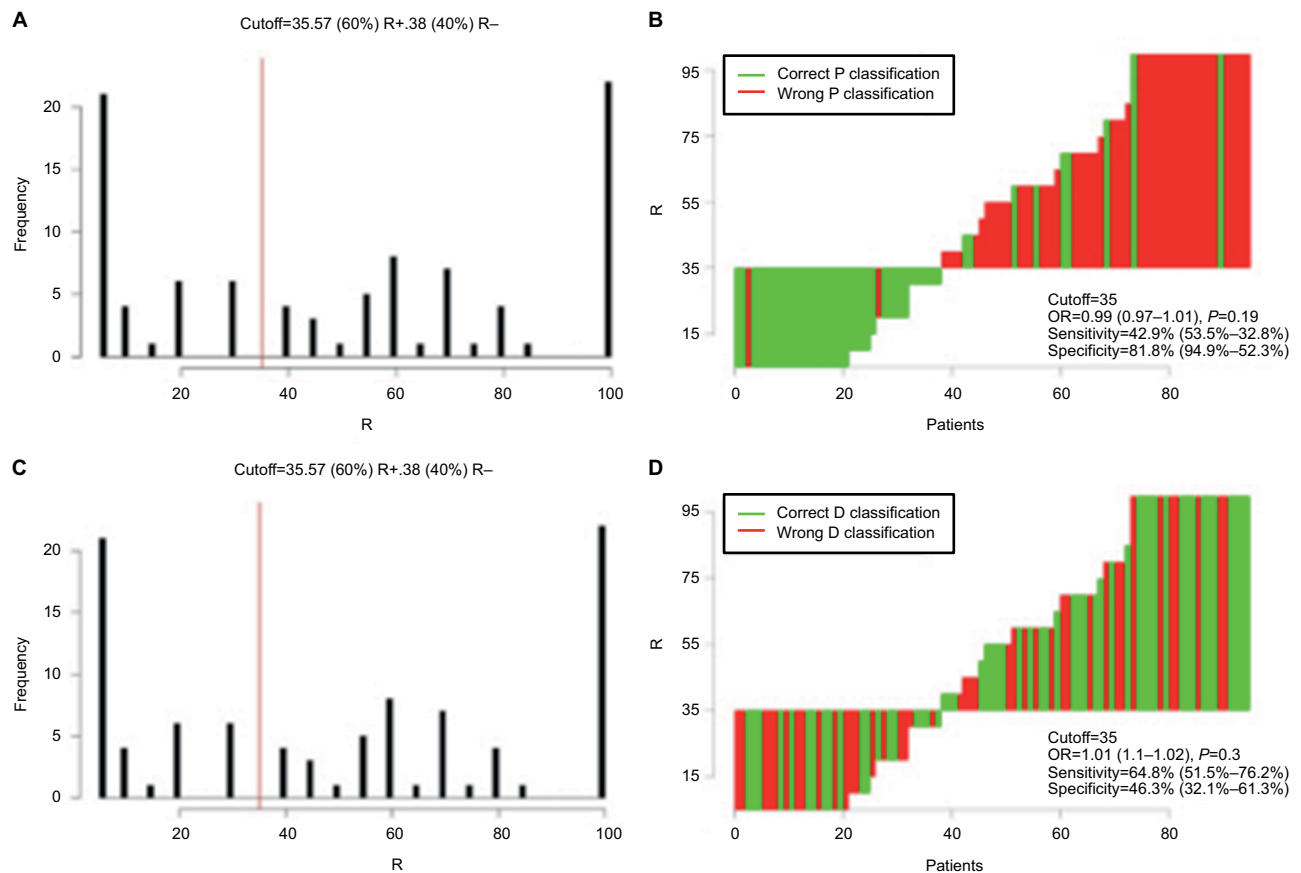 A
Cutoff=35.57 (60%) R+.38 (40%) R–
Frequency
20
15
10
5
0
20 40 60 80 100
R
B
Correct P classification
Wrong P classification
R
95
75
55
35
15
Cutoff=35
OR=0.99 (0.97–1.01), P=0.19
Sensitivity=42.9% (53.5%–32.8%)
Specificity=81.8% (94.9%–52.3%)
0 20 40 60 80
Patients
C
Cutoff=35.57 (60%) R+.38 (40%) R–
Frequency
20
15
10
5
0
20 40 60 80 100
R
D
Correct D classification
Wrong D classification
R
95
75
55
35
15
Cutoff=35
OR=1.01 (1.1–1.02), P=0.3
Sensitivity=64.8% (51.5%–76.2%)
Specificity=46.3% (32.1%–61.3%)
0 20 40 60 80
Patients